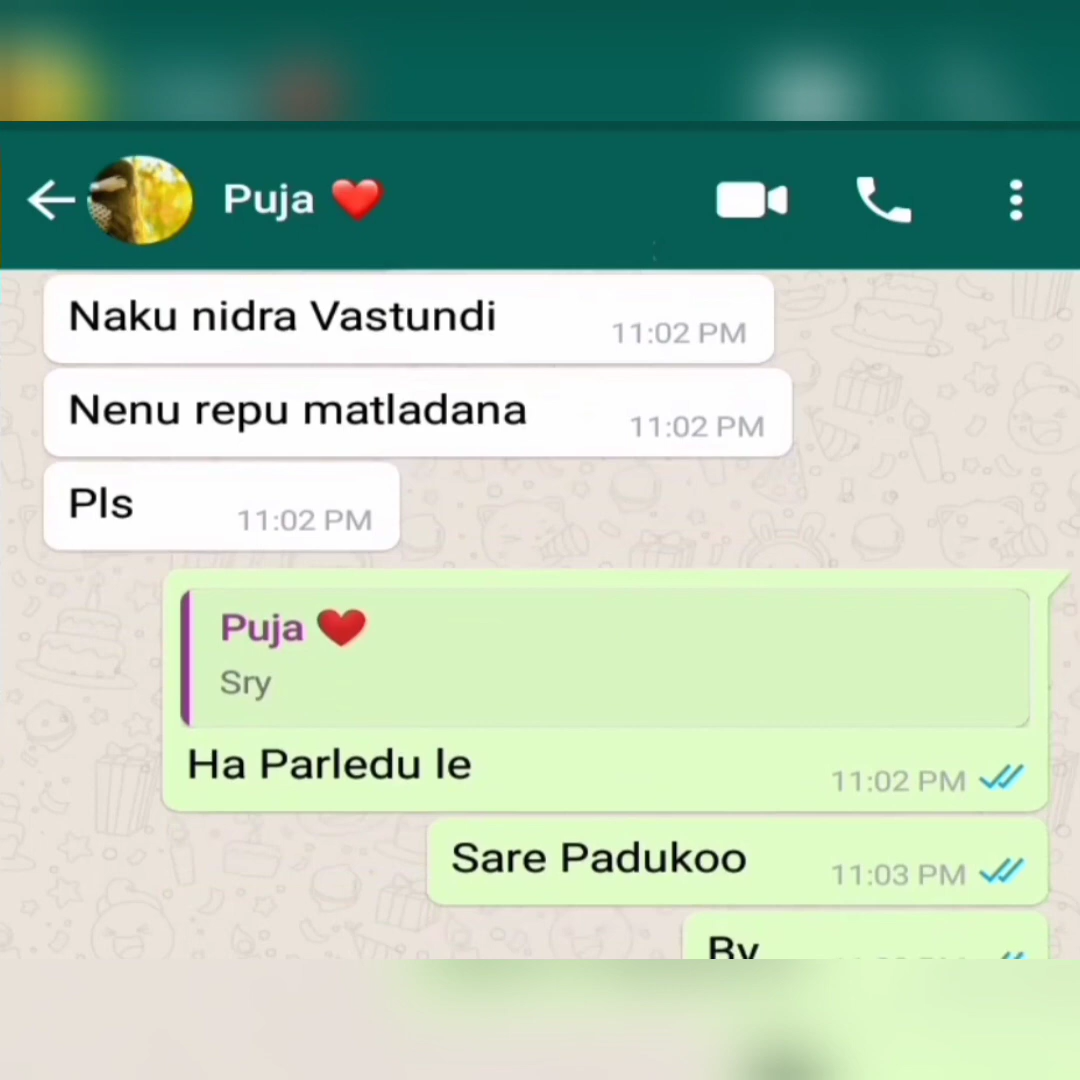 Puja ❤️
Naku nidra Vastundi
11:02 PM
Nenu repu matladana
11:02 PM
Pls
11:02 PM
Puja ❤️
Sry
Ha Parledu le
11:02 PM
Sare Padukoo
11:03 PM
By